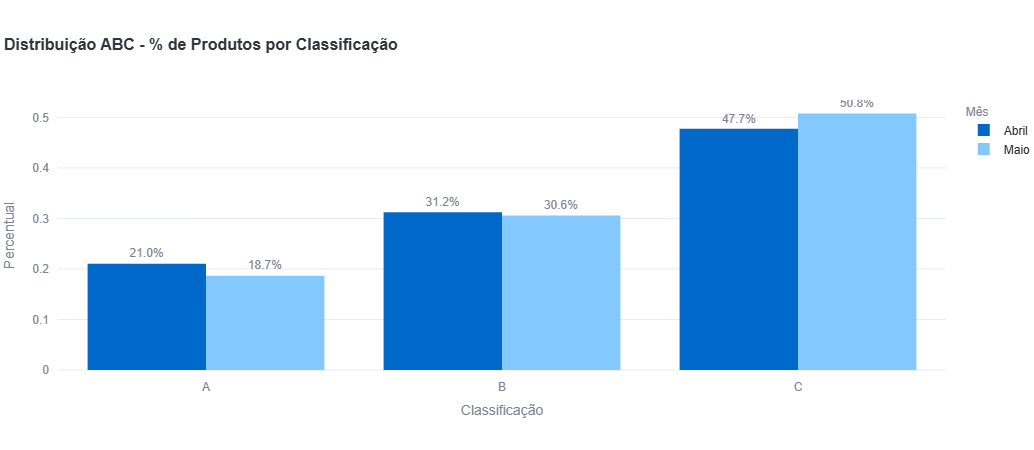 Distribuição ABC - % de Produtos por Classificação
Mês
Abril
Maio
Percentual
0.5
0.4
0.3
0.2
0.1
0
21.0%
18.7%
31.2%
30.6%
47.7%
50.8%
A
B
C
Classificação